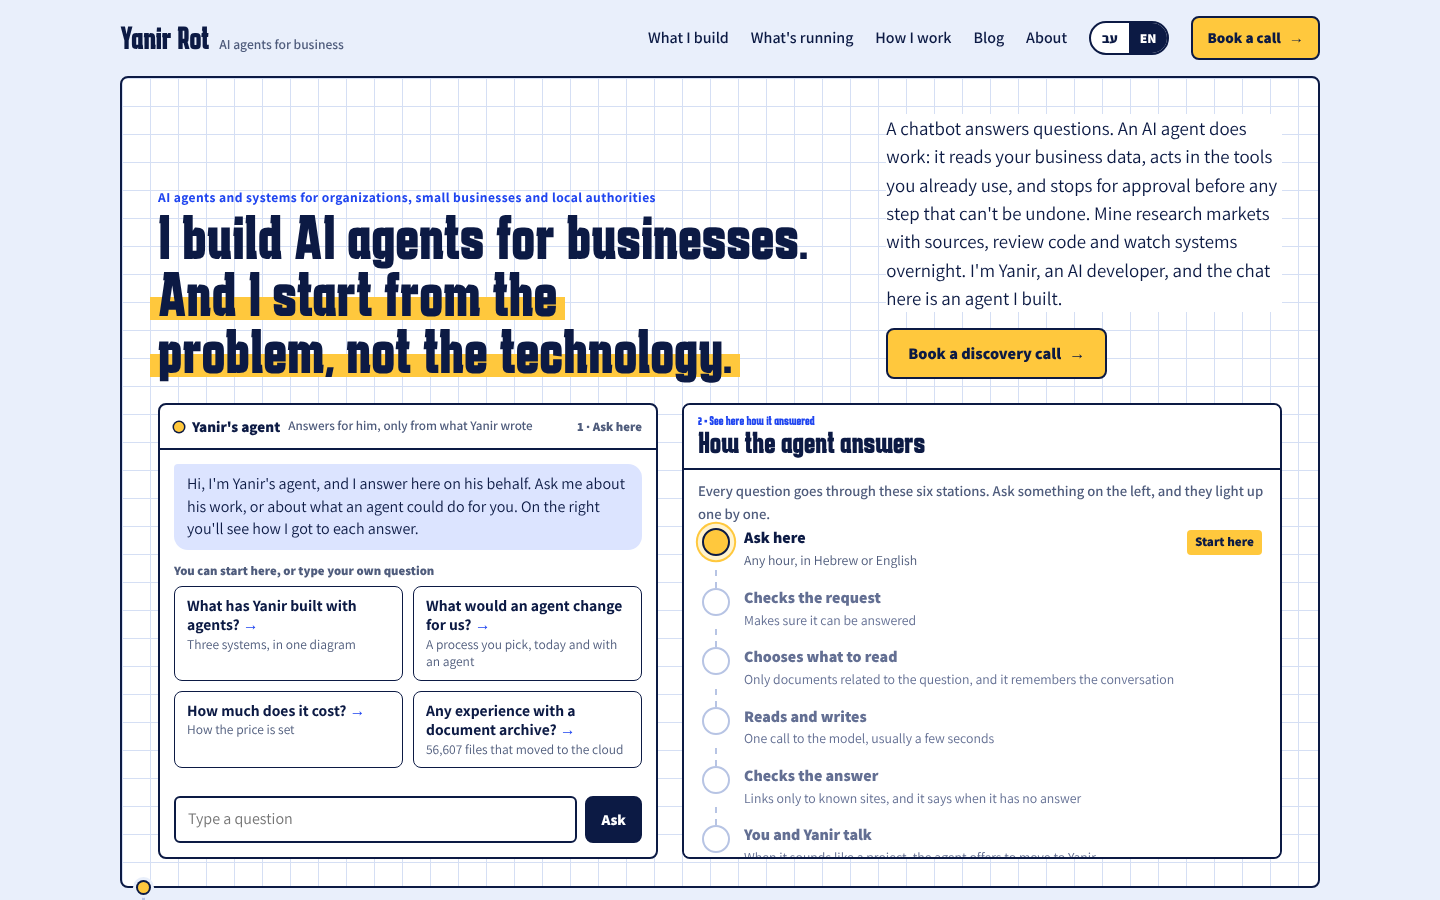 Yanir Rot
AI agents for business
What I build
What's running
How I work
Blog
About
עב
EN
Book a call →
AI agents and systems for organizations, small businesses and local authorities
I build AI agents for businesses.
And I start from the
problem, not the technology.
A chatbot answers questions. An AI agent does
work: it reads your business data, acts in the tools
you already use, and stops for approval before any
step that can't be undone. Mine research markets
with sources, review code and watch systems
overnight. I'm Yanir, an AI developer, and the chat
here is an agent I built.
Book a discovery call →
Yanir's agent
Answers for him, only from what Yanir wrote
1 · Ask here
Hi, I'm Yanir's agent, and I answer here on his behalf. Ask me about
his work, or about what an agent could do for you. On the right
you'll see how I got to each answer.
You can start here, or type your own question
What has Yanir built with
agents? →
Three systems, in one diagram
What would an agent change
for us? →
A process you pick, today and with
an agent
How much does it cost? →
How the price is set
Any experience with a
document archive? →
56,607 files that moved to the cloud
Type a question
Ask
2 · See here how it answered
How the agent answers
Every question goes through these six stations. Ask something on the left, and they light up
one by one.
Ask here
Start here
Any hour, in Hebrew or English
Checks the request
Makes sure it can be answered
Chooses what to read
Only documents related to the question, and it remembers the conversation
Reads and writes
One call to the model, usually a few seconds
Checks the answer
Links only to known sites, and it says when it has no answer
You and Yanir talk
When it sounds like a project, the agent offers to move to Yanir